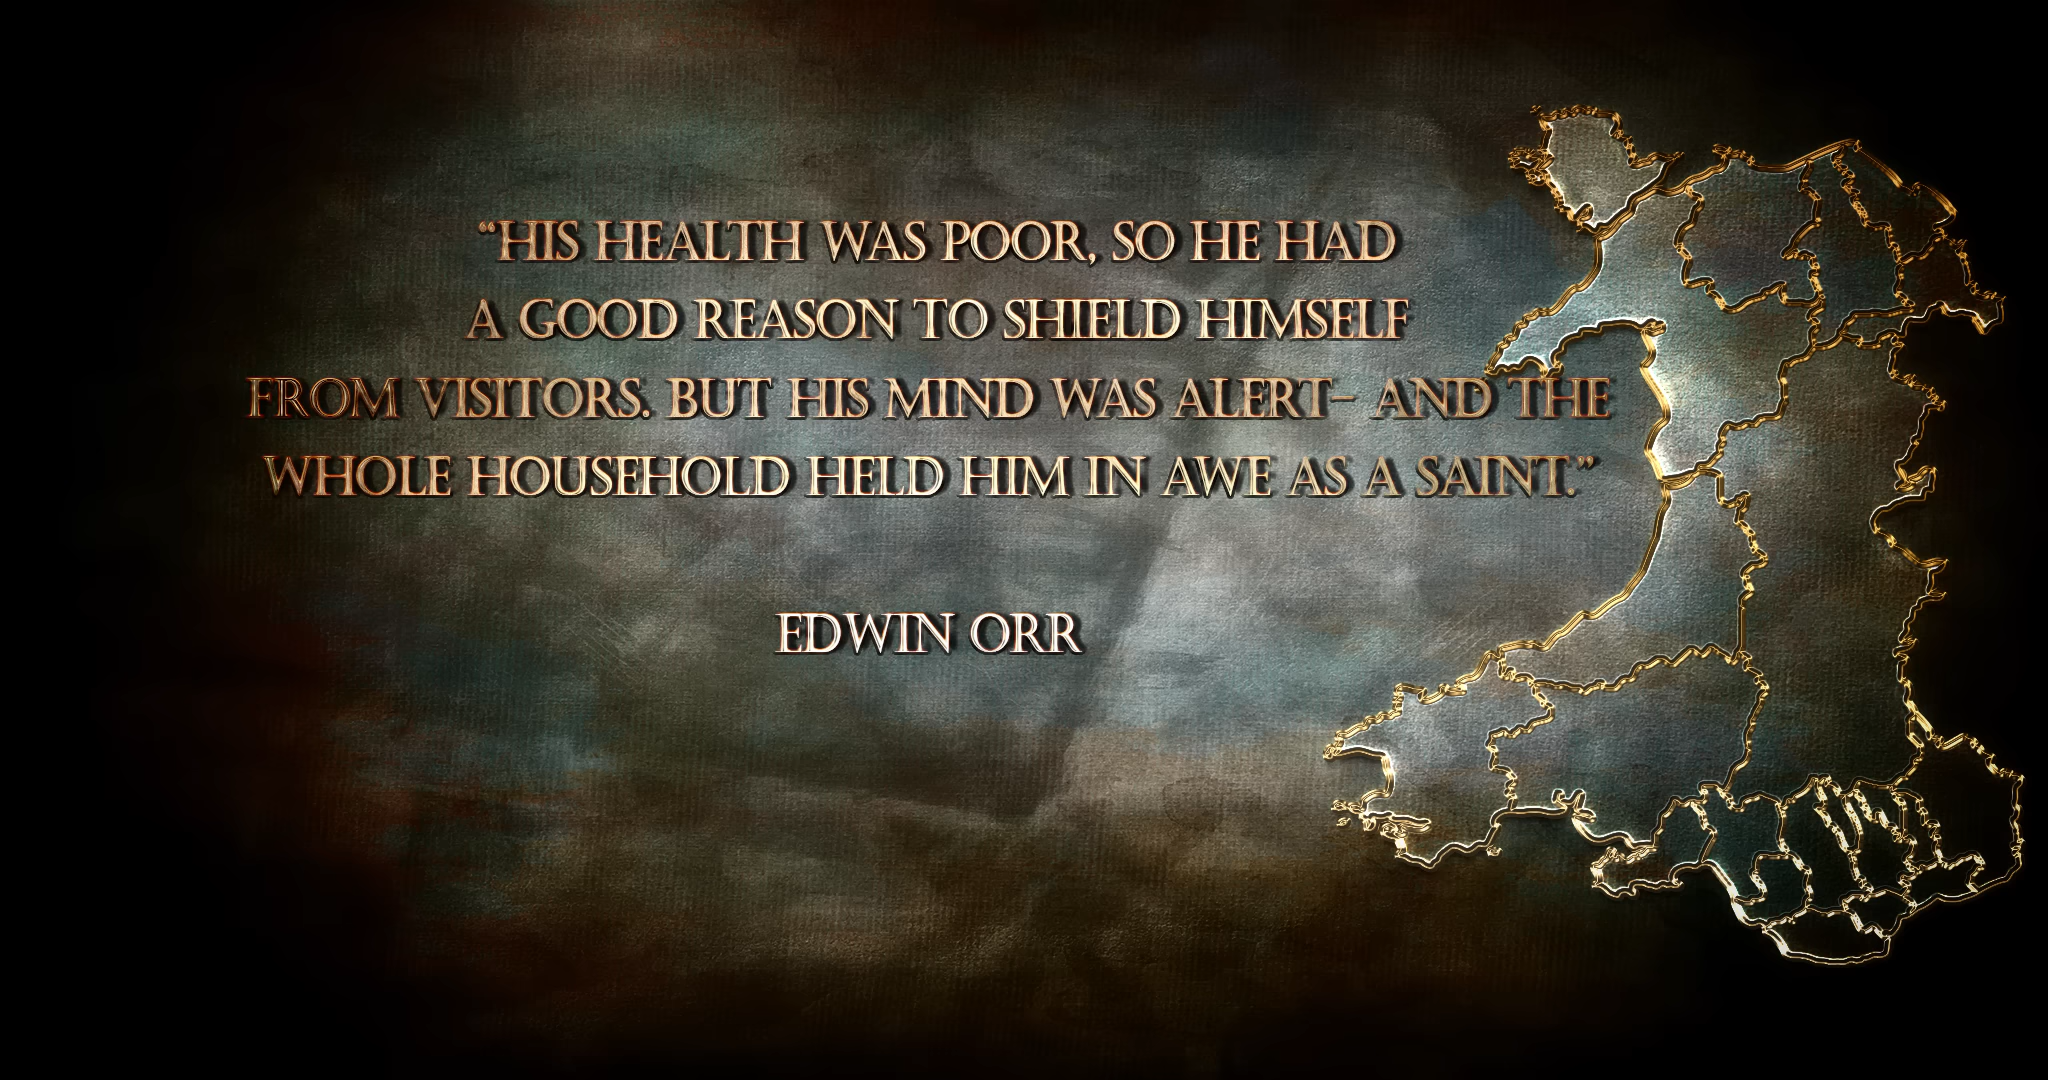 “HIS HEALTH WAS POOR, SO HE HAD
A GOOD REASON TO SHIELD HIMSELF
FROM VISITORS. BUT HIS MIND WAS ALERT– AND THE
WHOLE HOUSEHOLD HELD HIM IN AWE AS A SAINT.”
EDWIN ORR